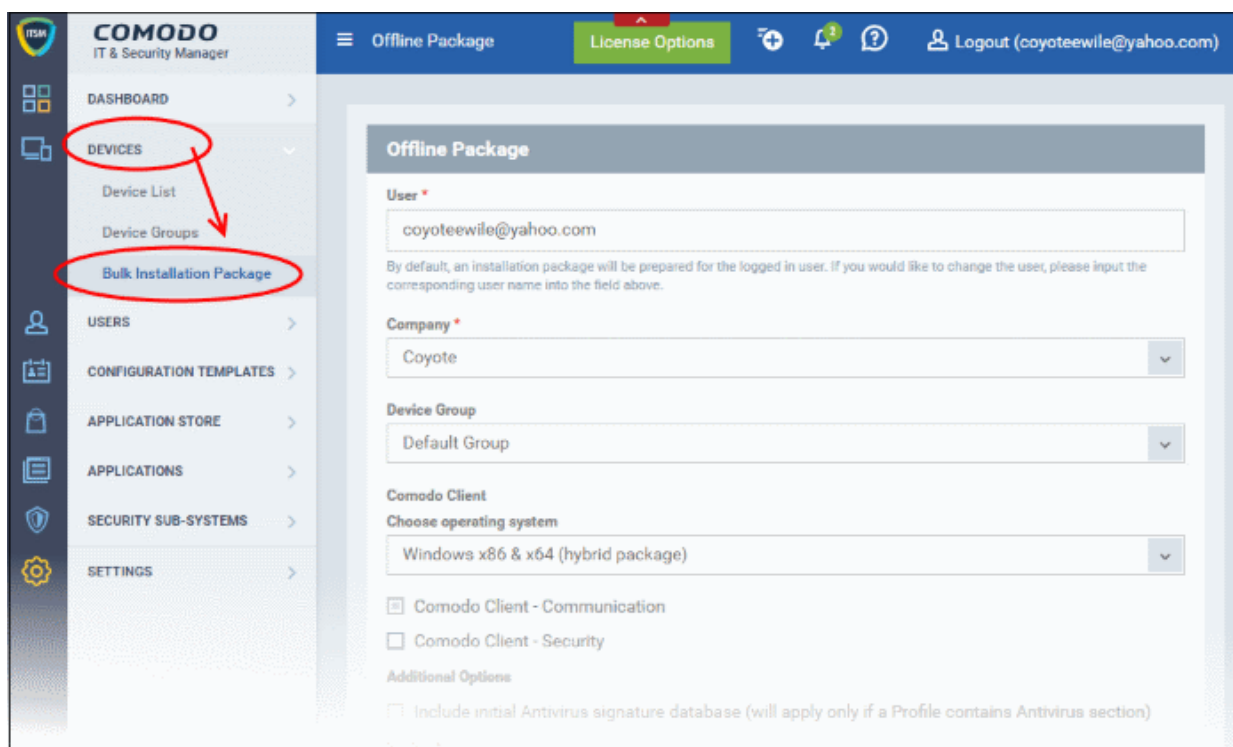 ITSM
COMODO
IT & Security Manager
Offline Package
License Options
2
Logout (coyoteewile@yahoo.com)
DASHBOARD
DEVICES
Device List
Device Groups
Bulk Installation Package
USERS
CONFIGURATION TEMPLATES
APPLICATION STORE
APPLICATIONS
SECURITY SUB-SYSTEMS
SETTINGS
Offline Package
User *
coyoteewile@yahoo.com
By default, an installation package will be prepared for the logged in user. If you would like to change the user, please input the
corresponding user name into the field above.
Company *
Coyote
Device Group
Default Group
Comodo Client
Choose operating system
Windows x86 & x64 (hybrid package)
Comodo Client - Communication
Comodo Client - Security
Additional Options
Include initial Antivirus signature database (will apply only if a Profile contains Antivirus section)